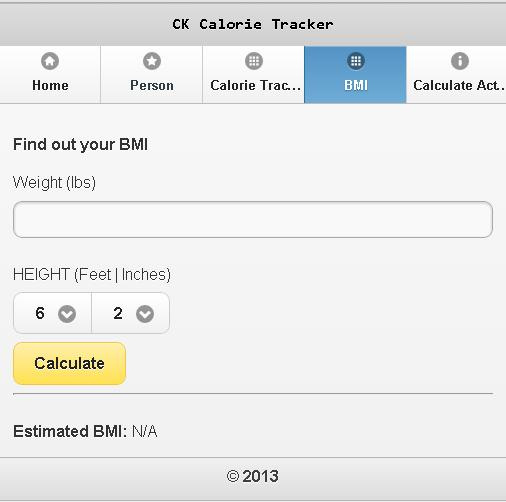 CK Calorie Tracker
Home Person Calorie Trac... BMI Calculate Act...
Find out your BMI
Weight (lbs)
HEIGHT (Feet | Inches)
6 2
Calculate
Estimated BMI: N/A
© 2013